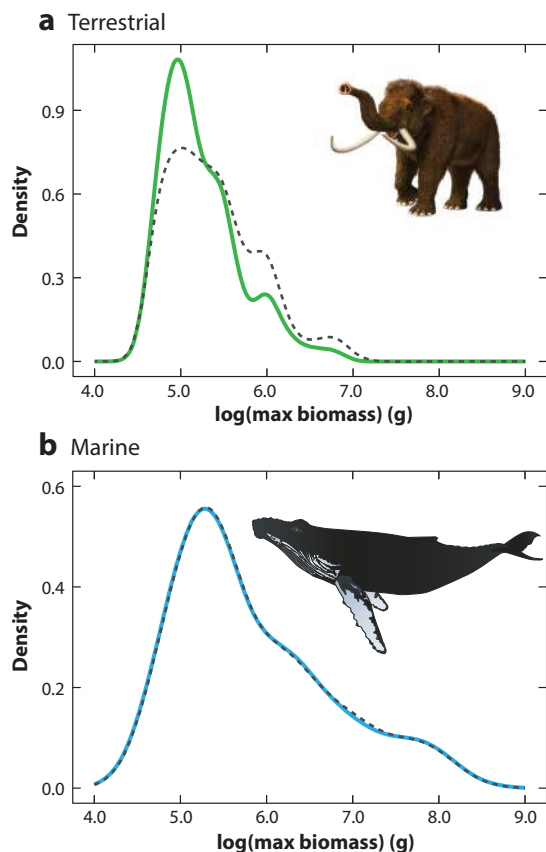 a Terrestrial
0.9
0.6
0.3
0.0
Density
4.0 5.0 6.0 7.0 8.0 9.0
log(max biomass) (g)
b Marine
0.6
0.4
0.2
0.0
Density
4.0 5.0 6.0 7.0 8.0 9.0
log(max biomass) (g)